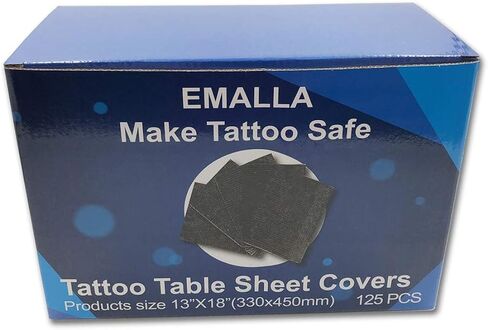 EMALLA
Make Tattoo Safe
Tattoo Table Sheet Covers
Products size 13"X18"(330x450mm) 125 PCS